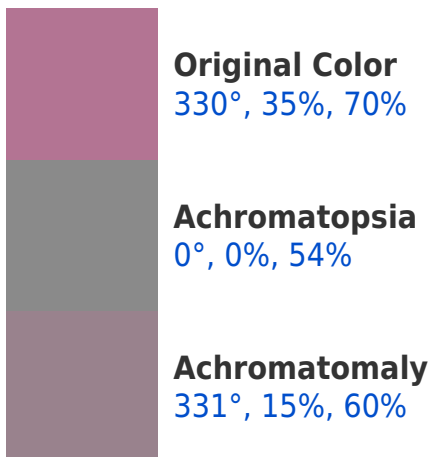 Original Color
330°, 35%, 70%
Achromatopsia
0°, 0%, 54%
Achromatomaly
331°, 15%, 60%